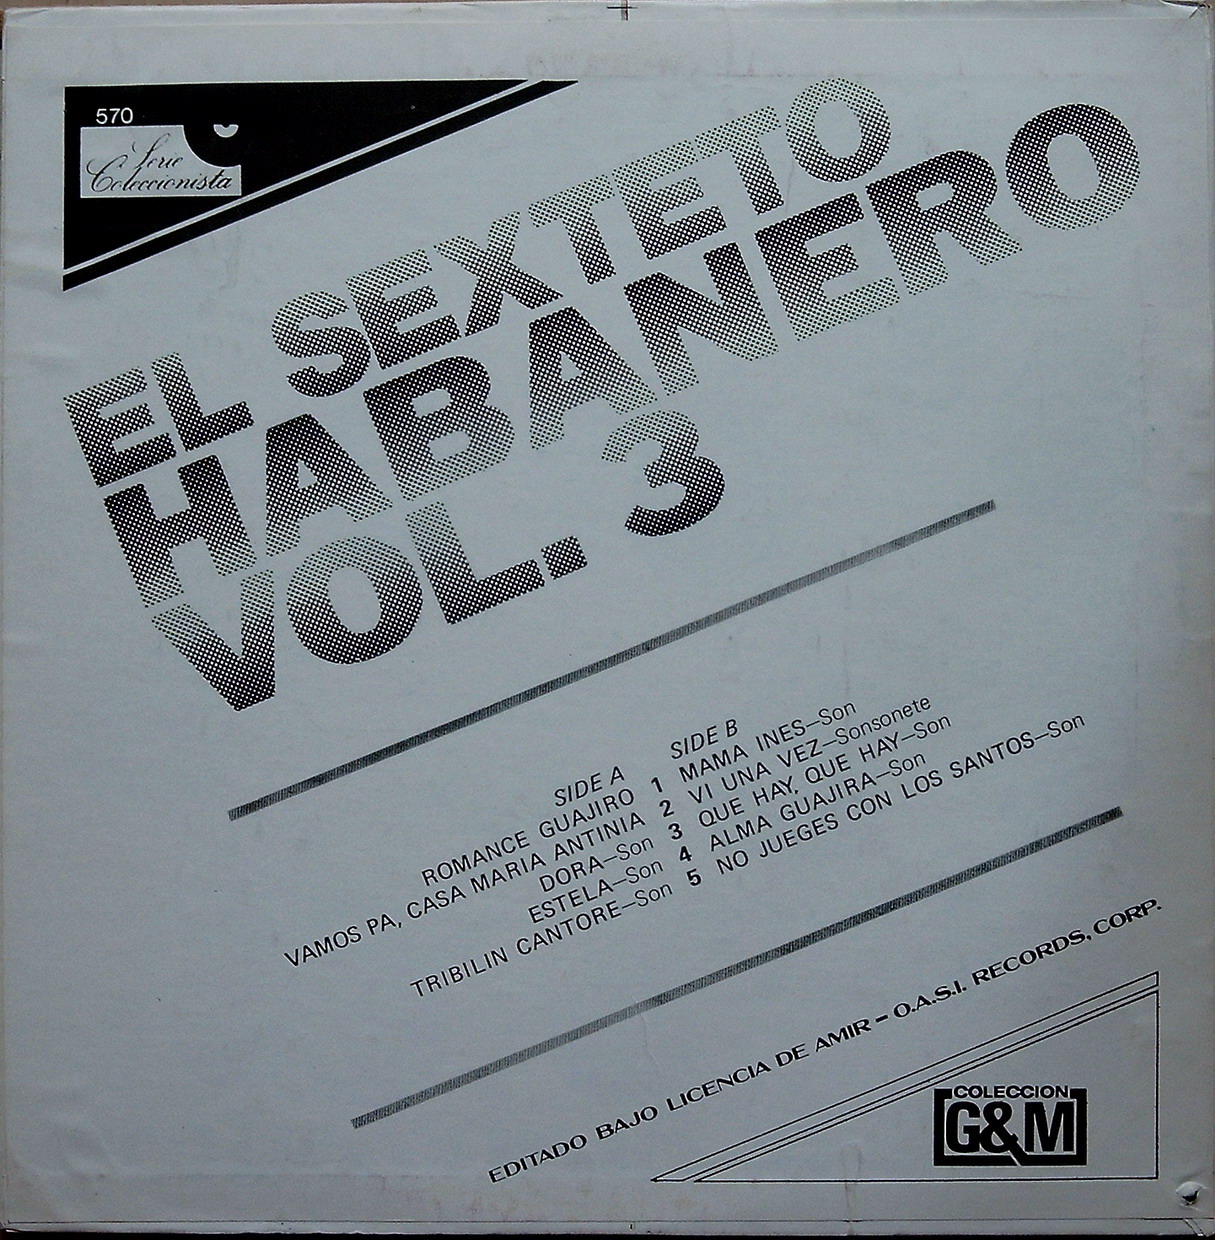 570
Serie
Coleccionista
EL SEXTETO
HABANERO
VOL. 3
SIDE A
ROMANCE GUAJIRO 1
VAMOS PA, CASA MARIA ANTINIA 2
DORA—Son 3
ESTELA—Son 4
TRIBILIN CANTORE—Son 5
SIDE B
MAMA INES—Son
VI UNA VEZ—Sonsonete
QUE HAY, QUE HAY—Son
ALMA GUAJIRA—Son
NO JUEGES CON LOS SANTOS—Son
EDITADO BAJO LICENCIA DE AMIR – O.A.S.I. RECORDS, CORP.
COLECCION
G&M